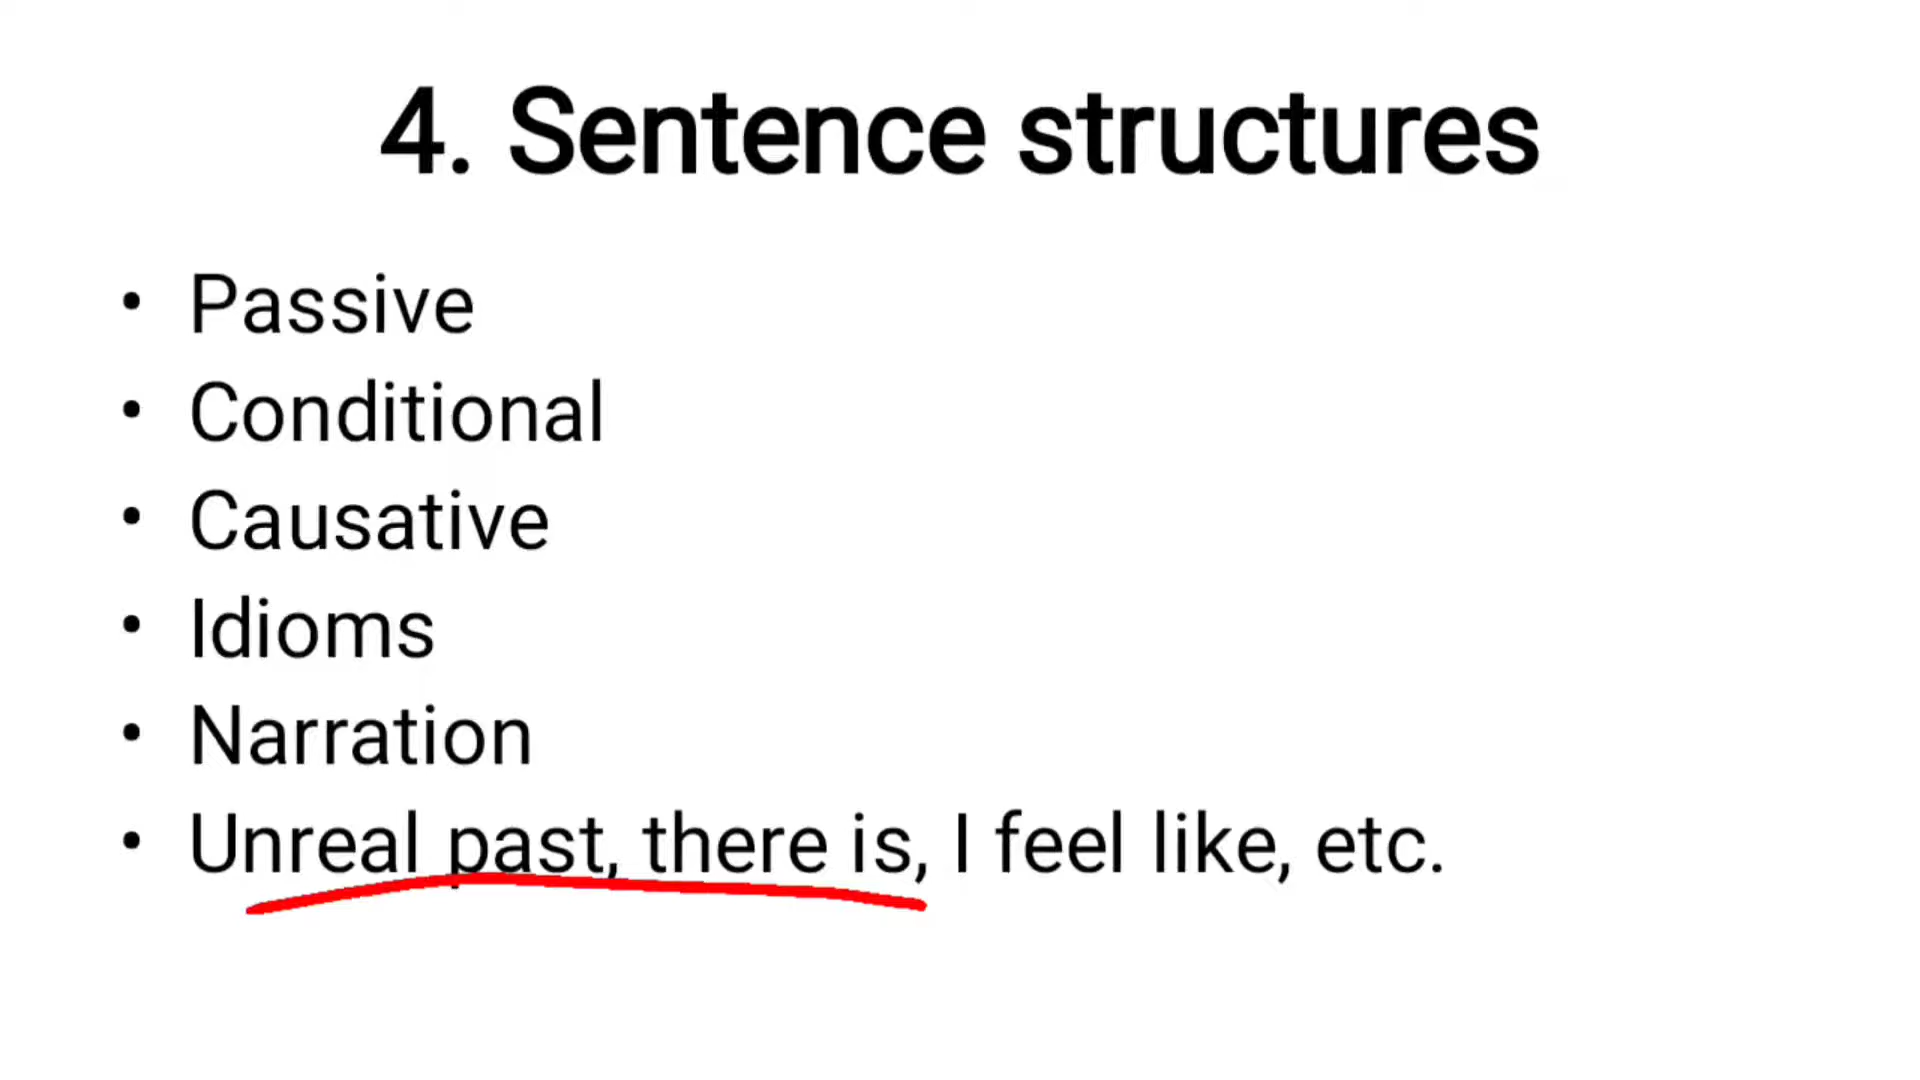 4. Sentence structures
• Passive
• Conditional
• Causative
• Idioms
• Narration
• Unreal past, there is, I feel like, etc.